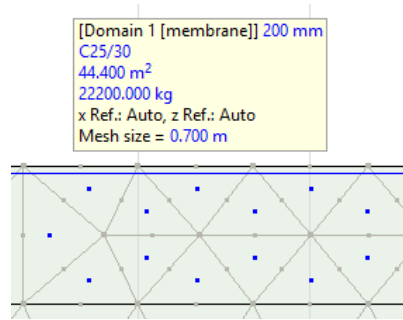 [Domain 1 [membrane]] 200 mm
C25/30
44.400 m²
22200.000 kg
x Ref.: Auto, z Ref.: Auto
Mesh size = 0.700 m